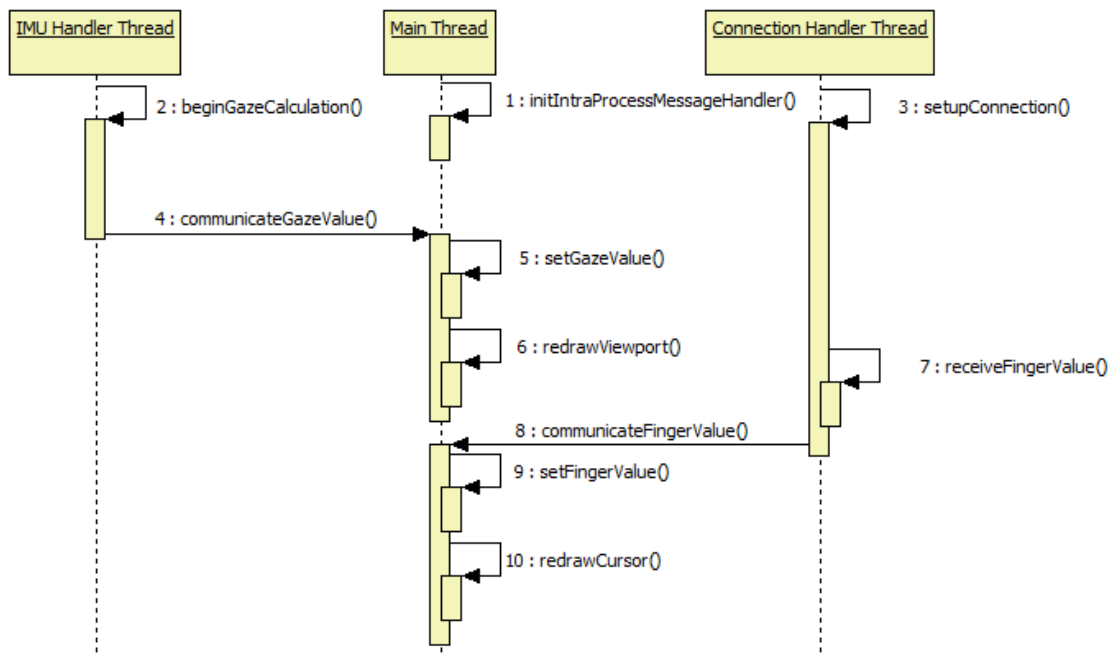 IMU Handler Thread
Main Thread
Connection Handler Thread
1 : initIntraProcessMessageHandler()
2 : beginGazeCalculation()
3 : setupConnection()
4 : communicateGazeValue()
5 : setGazeValue()
6 : redrawViewport()
7 : receiveFingerValue()
8 : communicateFingerValue()
9 : setFingerValue()
10 : redrawCursor()